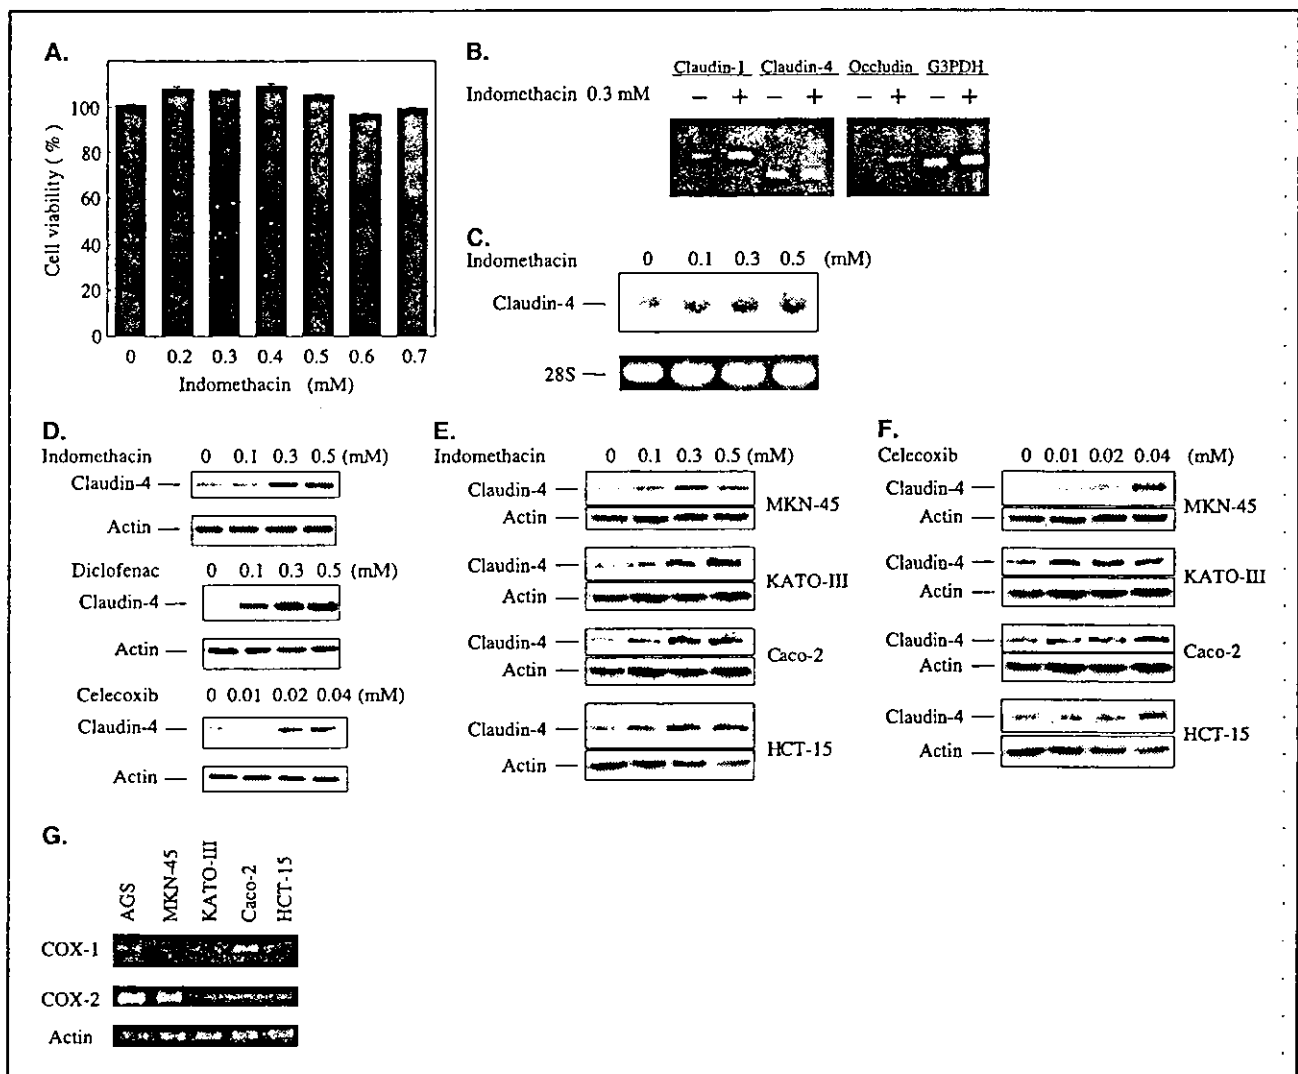 A.
Cell viability ( % )
100
80
60
40
20
0
0 0.2 0.3 0.4 0.5 0.6 0.7
Indomethacin (mM)
B.
Claudin-1 Claudin-4 Occludin G3PDH
Indomethacin 0.3 mM − + − + − + − +
C.
Indomethacin 0 0.1 0.3 0.5 (mM)
Claudin-4
28S
D.
Indomethacin 0 0.1 0.3 0.5 (mM)
Claudin-4
Actin
Diclofenac 0 0.1 0.3 0.5 (mM)
Claudin-4
Actin
Celecoxib
0 0.01 0.02 0.04 (mM)
Claudin-4
Actin
E.
Indomethacin 0 0.1 0.3 0.5 (mM)
Claudin-4
Actin
MKN-45
Claudin-4
Actin
KATO-III
Claudin-4
Actin
Caco-2
Claudin-4
Actin
HCT-15
F.
Celecoxib 0 0.01 0.02 0.04 (mM)
Claudin-4
Actin
MKN-45
Claudin-4
Actin
KATO-III
Claudin-4
Actin
Caco-2
Claudin-4
Actin
HCT-15
G.
AGS MKN-45 KATO-III Caco-2 HCT-15
COX-1
COX-2
Actin